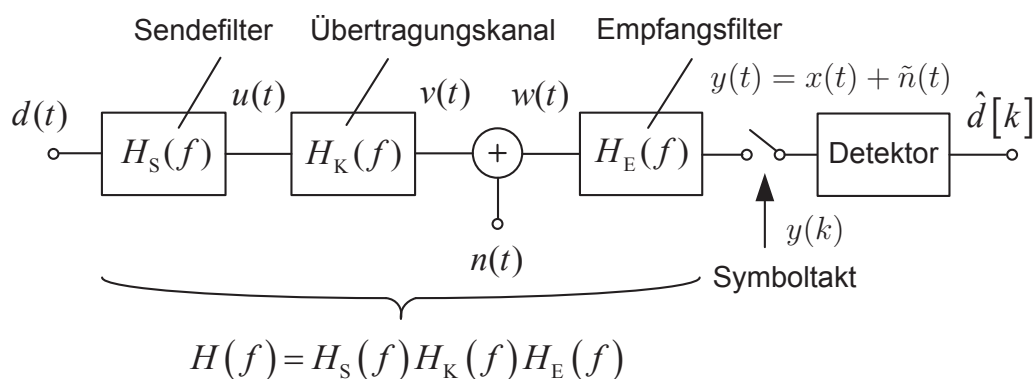 Sendefilter Übertragungskanal Empfangsfilter
d(t) u(t) v(t) w(t) y(t) = x(t) + ñ(t) d̂[k]
H_S(f) H_K(f) + H_E(f) Detektor
n(t) y(k)
Symboltakt
H(f) = H_S(f) H_K(f) H_E(f)